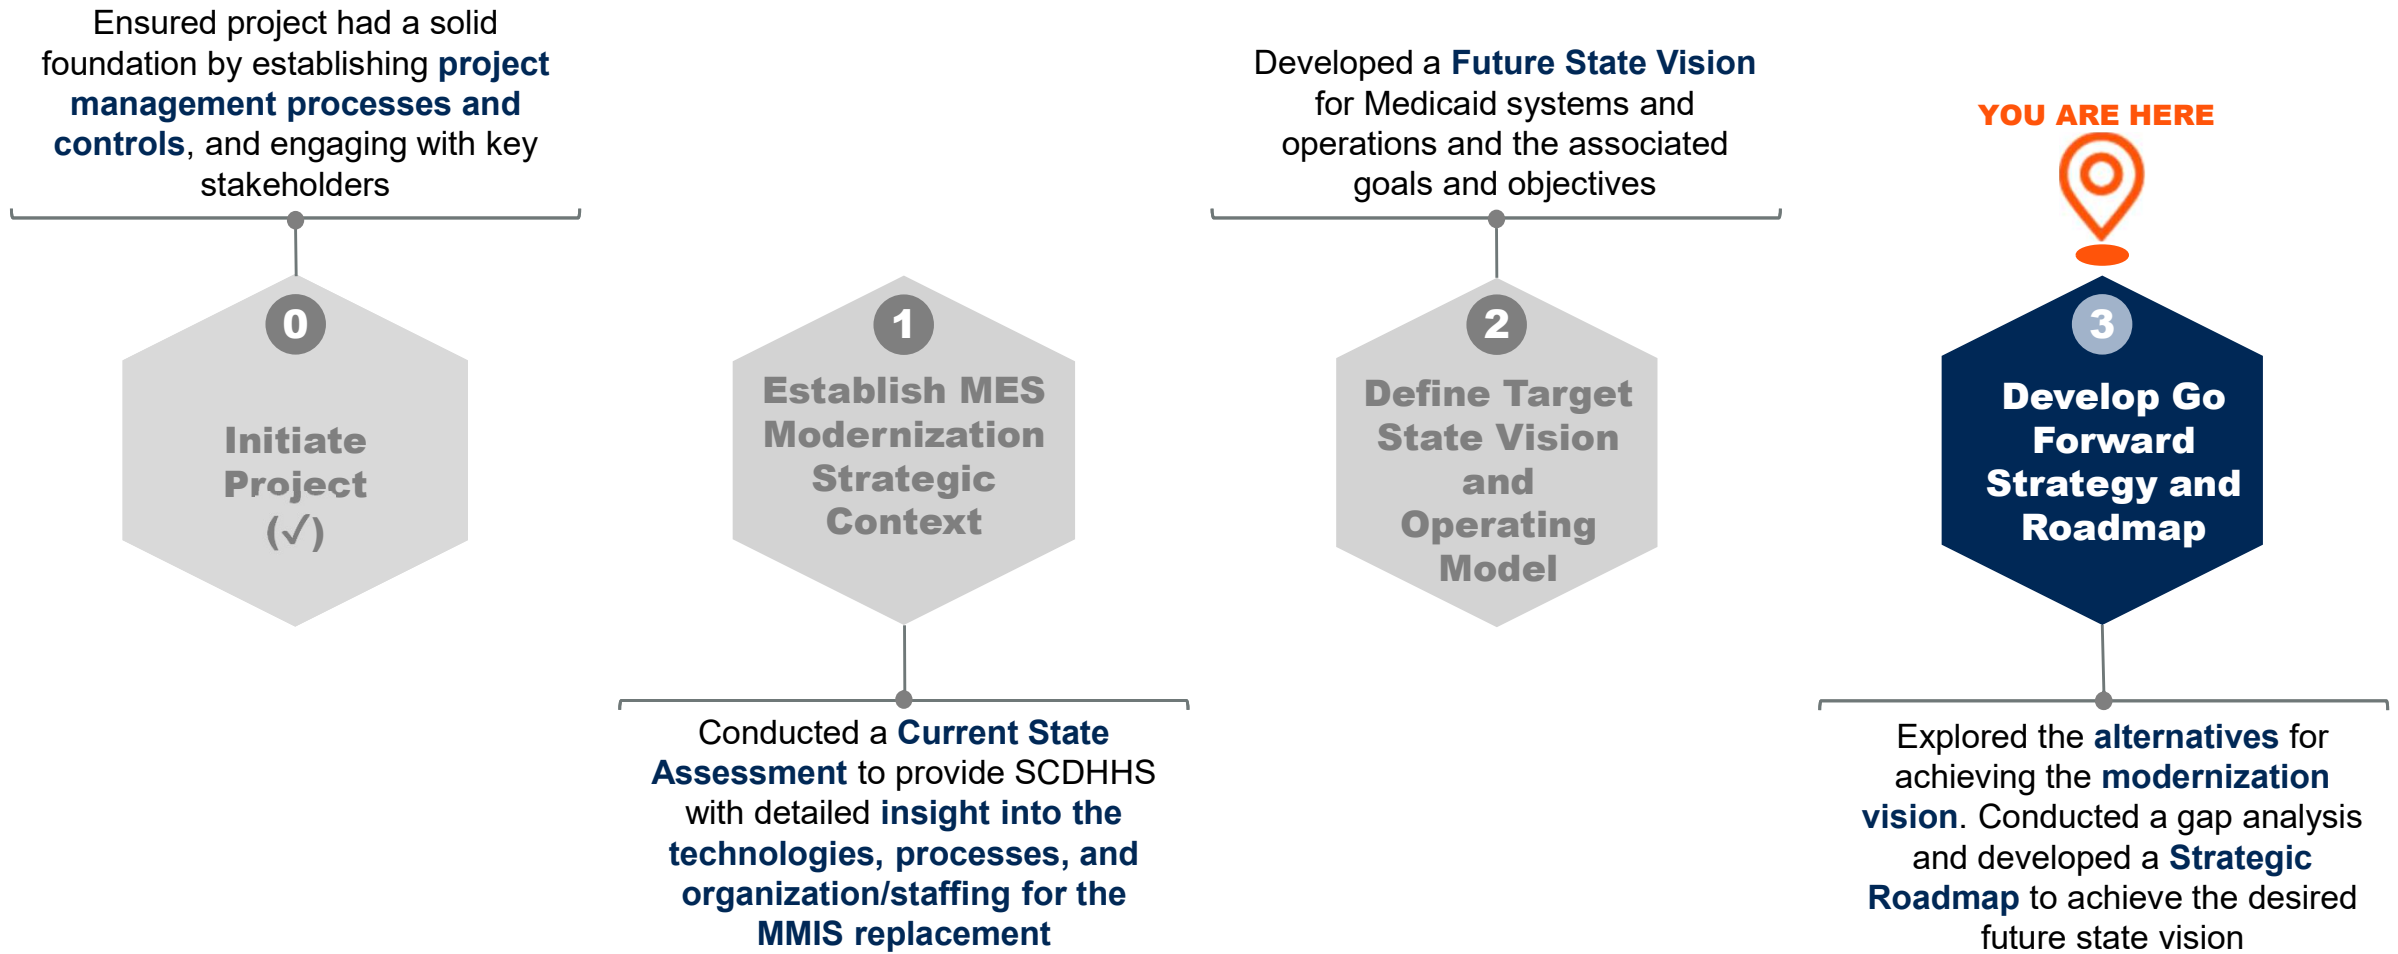 Ensured project had a solid
foundation by establishing project
management processes and
controls, and engaging with key
stakeholders
0
Initiate
Project
(✓)
1
Establish MES
Modernization
Strategic
Context
Conducted a Current State
Assessment to provide SCDHHS
with detailed insight into the
technologies, processes, and
organization/staffing for the
MMIS replacement
Developed a Future State Vision
for Medicaid systems and
operations and the associated
goals and objectives
2
Define Target
State Vision
and
Operating
Model
YOU ARE HERE
3
Develop Go
Forward
Strategy and
Roadmap
Explored the alternatives for
achieving the modernization
vision. Conducted a gap analysis
and developed a Strategic
Roadmap to achieve the desired
future state vision